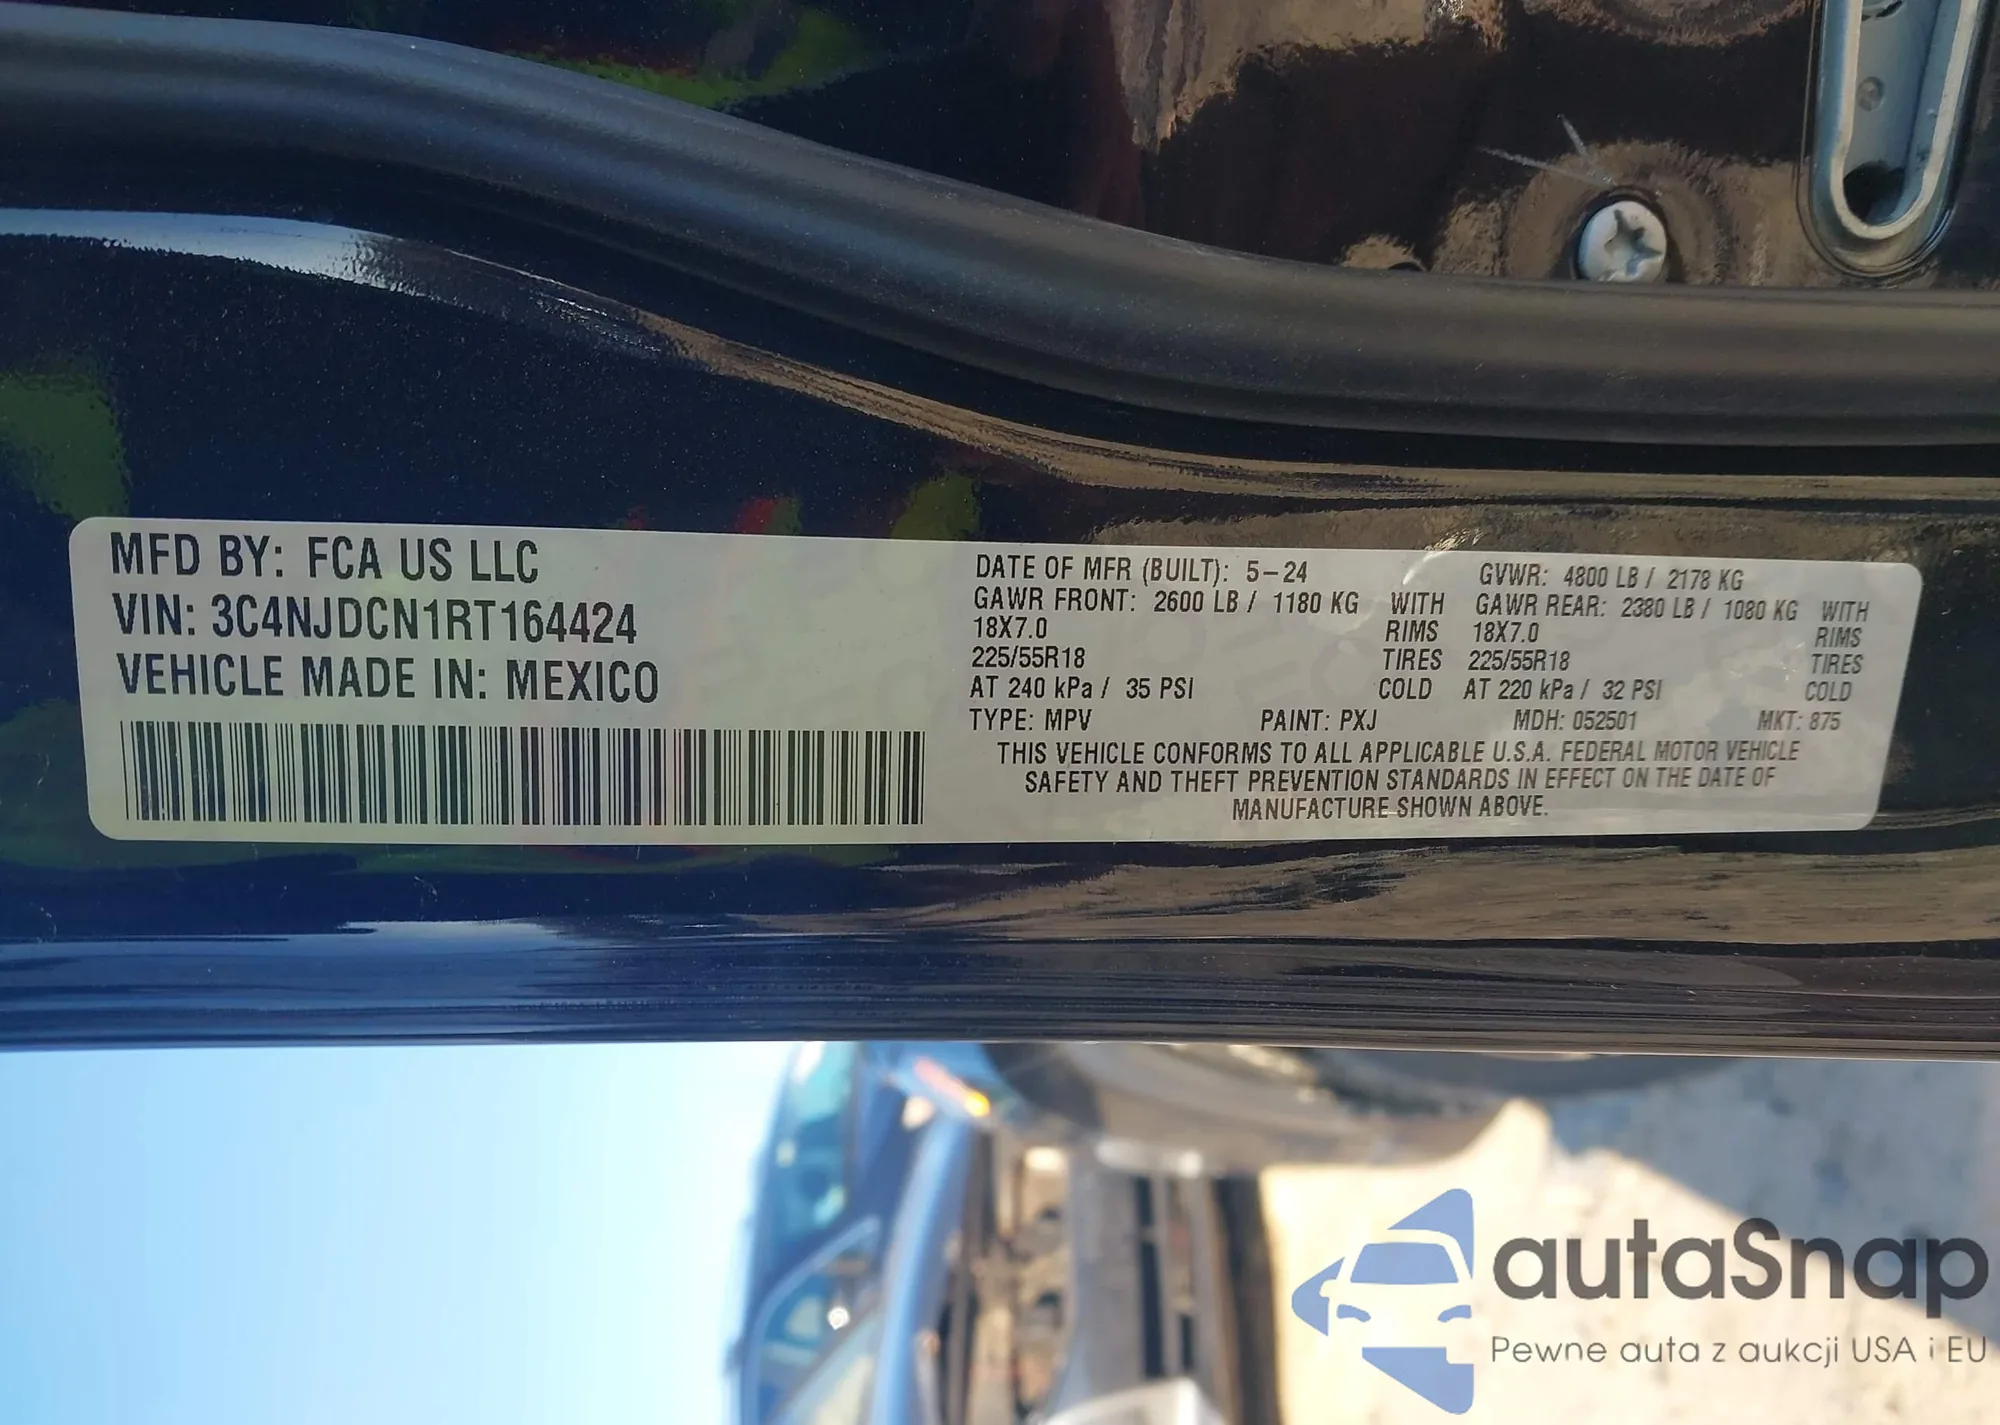 MFD BY: FCA US LLC
VIN: 3C4NJDCN1RT164424
VEHICLE MADE IN: MEXICO
DATE OF MFR (BUILT): 5-24 GVWR: 4800 LB / 2178 KG
GAWR FRONT: 2600 LB / 1180 KG WITH GAWR REAR: 2380 LB / 1080 KG WITH
18X7.0 RIMS 18X7.0 RIMS
225/55R18 TIRES 225/55R18 TIRES
AT 240 kPa / 35 PSI COLD AT 220 kPa / 32 PSI COLD
TYPE: MPV PAINT: PXJ MDH: 052501 MKT: 875
THIS VEHICLE CONFORMS TO ALL APPLICABLE U.S.A. FEDERAL MOTOR VEHICLE
SAFETY AND THEFT PREVENTION STANDARDS IN EFFECT ON THE DATE OF
MANUFACTURE SHOWN ABOVE.
autaSnap
Pewne auta z aukcji USA i EU